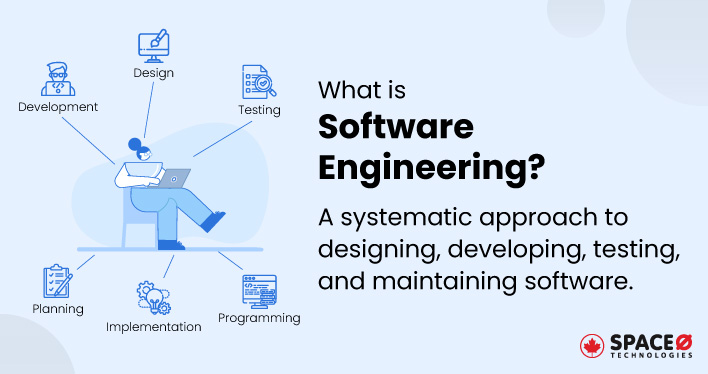 Design
Development
Testing
Planning
Implementation
Programming
What is
Software
Engineering?
A systematic approach to
designing, developing, testing,
and maintaining software.
SPACEØ
TECHNOLOGIES